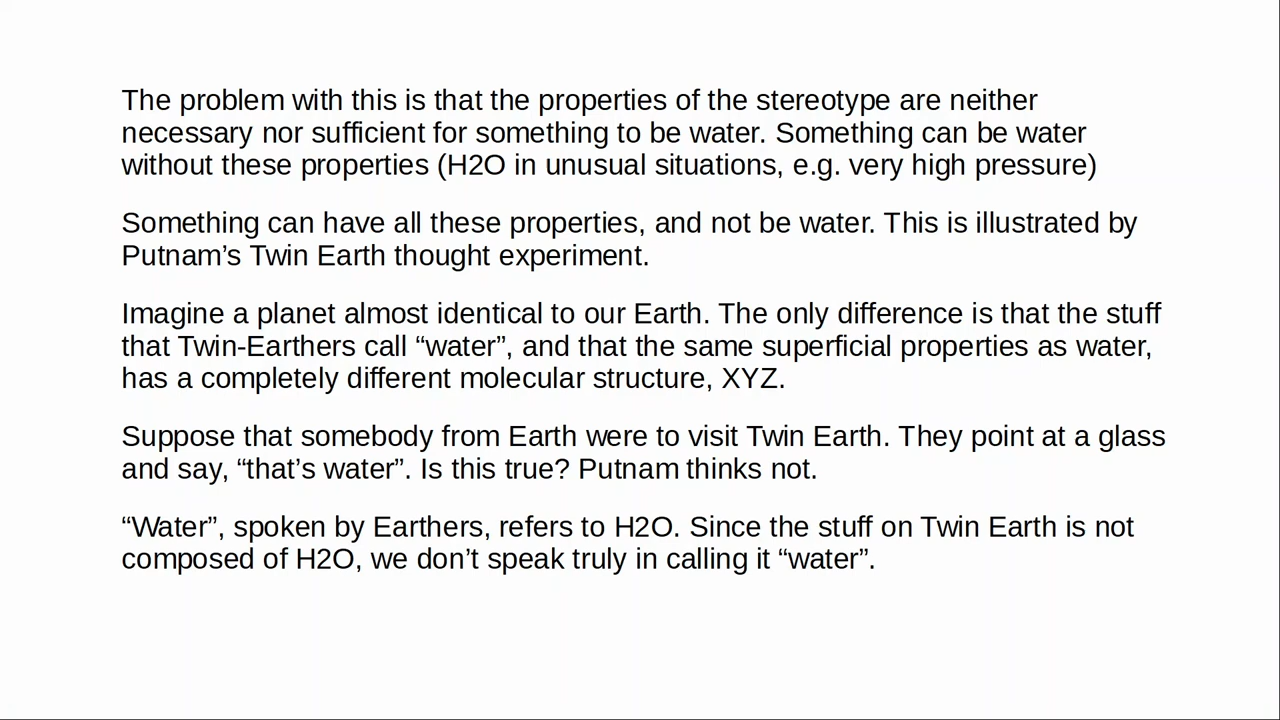 The problem with this is that the properties of the stereotype are neither
necessary nor sufficient for something to be water. Something can be water
without these properties (H2O in unusual situations, e.g. very high pressure)
Something can have all these properties, and not be water. This is illustrated by
Putnam’s Twin Earth thought experiment.
Imagine a planet almost identical to our Earth. The only difference is that the stuff
that Twin-Earthers call “water”, and that the same superficial properties as water,
has a completely different molecular structure, XYZ.
Suppose that somebody from Earth were to visit Twin Earth. They point at a glass
and say, “that’s water”. Is this true? Putnam thinks not.
“Water”, spoken by Earthers, refers to H2O. Since the stuff on Twin Earth is not
composed of H2O, we don’t speak truly in calling it “water”.